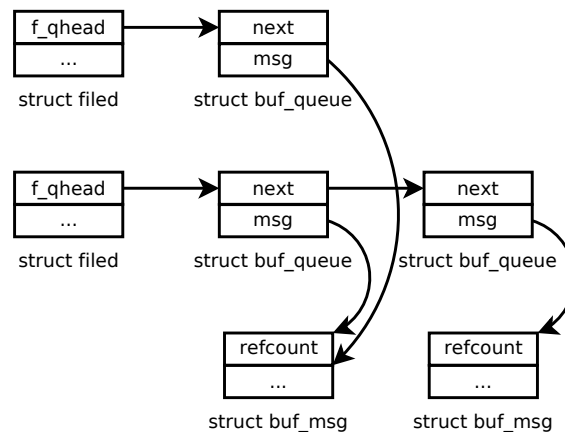 f_qhead next
... msg
struct filed struct buf_queue
f_qhead next next
... msg msg
struct filed struct buf_queue struct buf_queue
refcount refcount
... ...
struct buf_msg struct buf_msg